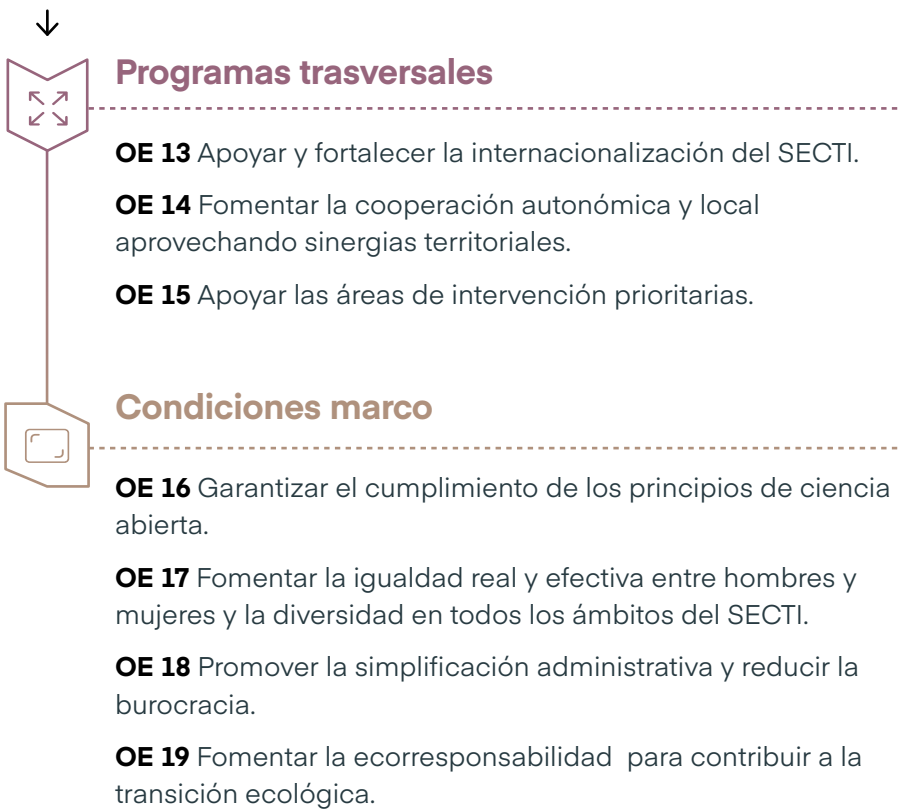 Programas trasversales
OE 13 Apoyar y fortalecer la internacionalización del SECTI.
OE 14 Fomentar la cooperación autonómica y local
aprovechando sinergias territoriales.
OE 15 Apoyar las áreas de intervención prioritarias.
Condiciones marco
OE 16 Garantizar el cumplimiento de los principios de ciencia
abierta.
OE 17 Fomentar la igualdad real y efectiva entre hombres y
mujeres y la diversidad en todos los ámbitos del SECTI.
OE 18 Promover la simplificación administrativa y reducir la
burocracia.
OE 19 Fomentar la ecorresponsabilidad  para contribuir a la
transición ecológica.